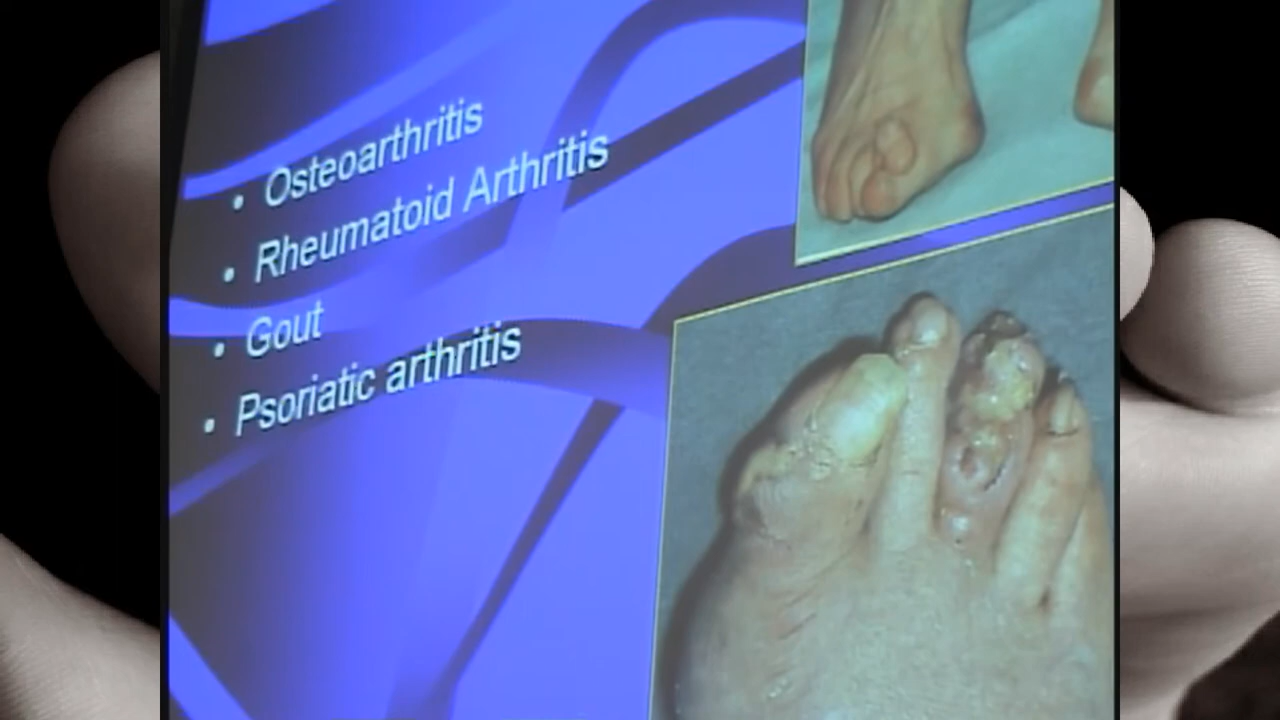 • Osteoarthritis
• Rheumatoid Arthritis
• Gout
• Psoriatic arthritis